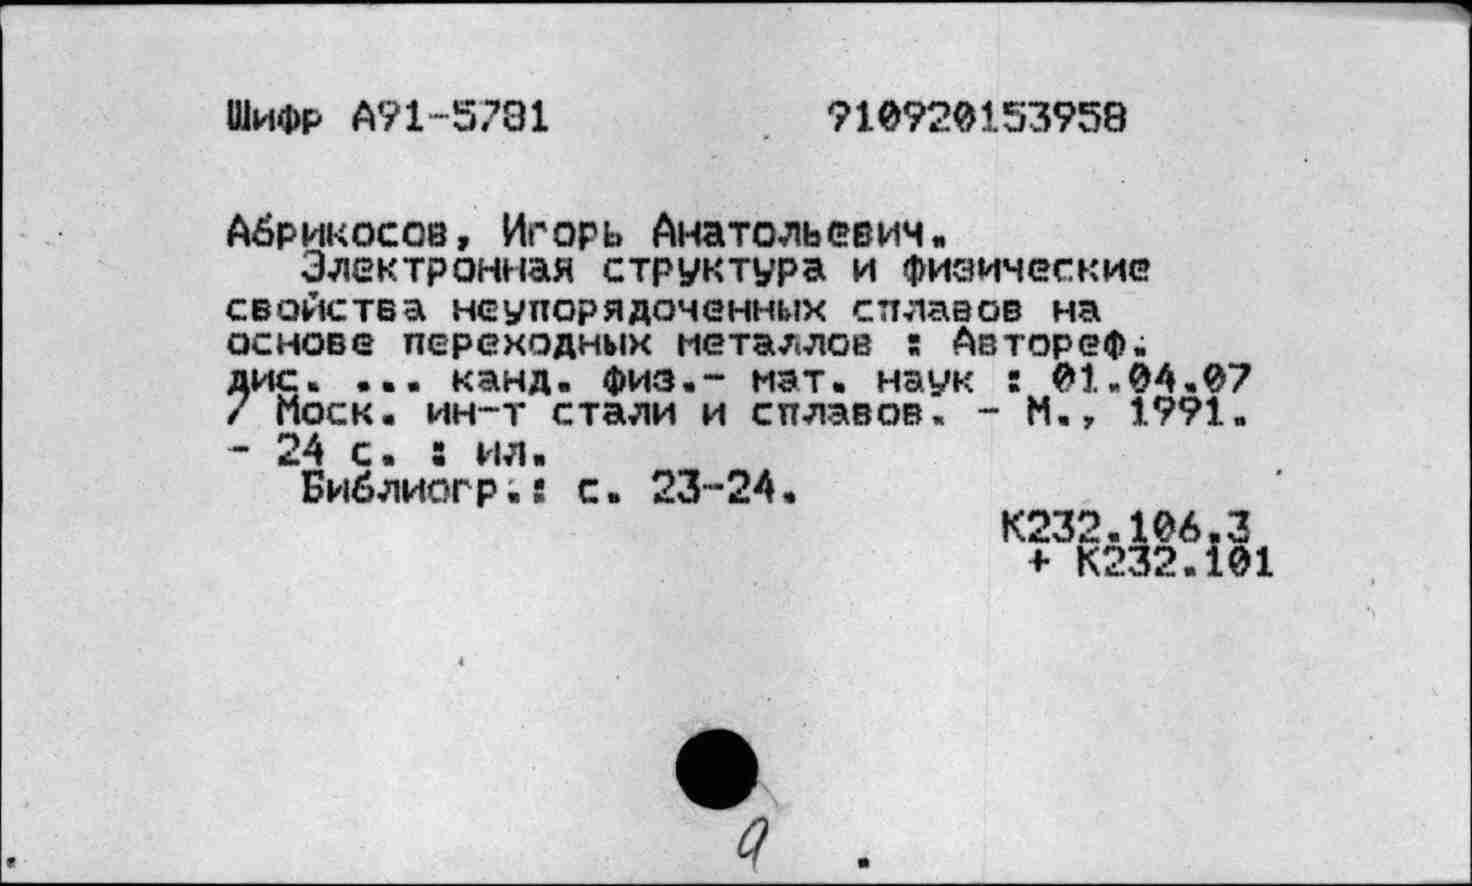 Шифр А91-5781 910920153958
Абрикосов, Игорь Анатольевич.
Электронная структура и физические
свойства неупорядоченных сплавов на
основе переходных металлов : Автореф.
дис. ... канд. физ.- мат. наук : 01.04.07
/ Моск. ин-т стали и сплавов. - М., 1991.
- 24 с. : ил.
Библиогр.: с. 23-24.
К232.106.3
+ К232.101
9